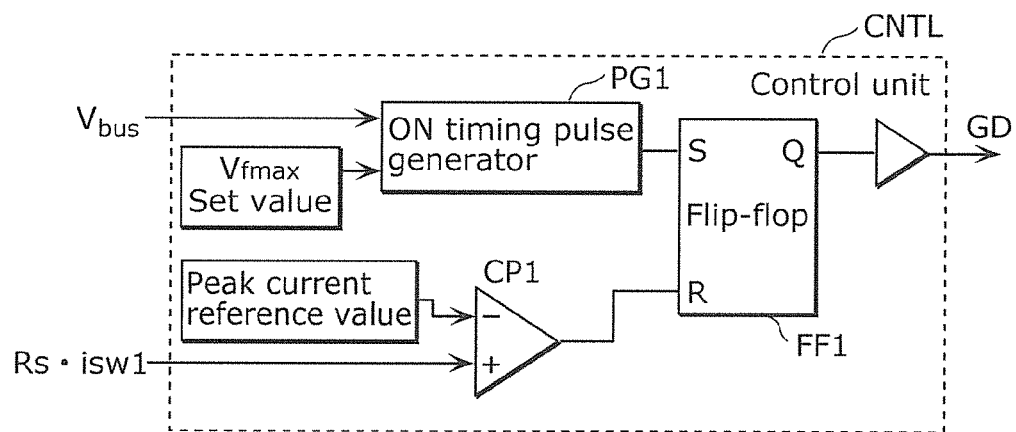 CNTL
PG1
Control unit
Vbus
ON timing pulse
generator
GD
Vfmax
Set value
S
Q
Flip-flop
R
FF1
Peak current
reference value
CP1
−
+
Rs・isw1